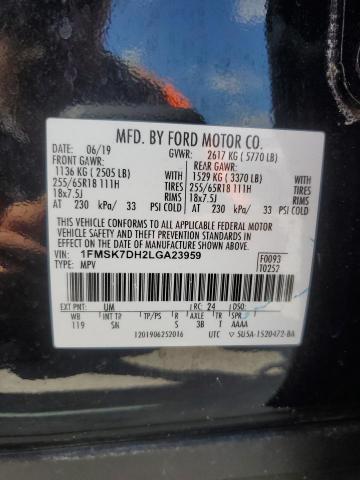 MFD. BY FORD MOTOR CO.
DATE: 06/19 GVWR: 2617 KG ( 5770 LB)
FRONT GAWR: REAR GAWR:
1136 KG ( 2505 LB) WITH 1529 KG ( 3370 LB) WITH
255/65R18 111H TIRES 255/65R18 111H TIRES
18x7.5J RIMS 18x7.5J RIMS
AT 230 kPa/ 33 PSI COLD AT 230 kPa/ 33 PSI COLD
THIS VEHICLE CONFORMS TO ALL APPLICABLE FEDERAL MOTOR
VEHICLE SAFETY AND THEFT PREVENTION STANDARDS IN EFFECT ON
THE DATE OF MANUFACTURE SHOWN ABOVE.
VIN: 1FMSK7DH2LGA23959 F0093
TYPE: MPV T0252
EXT PNT: UM RC: 24 DSO:
WB INT TR TP/PS R AXLE TR SPR
119 SN S 3B T AAAA
1201906252016 UTC 5U5A-1520472-BA